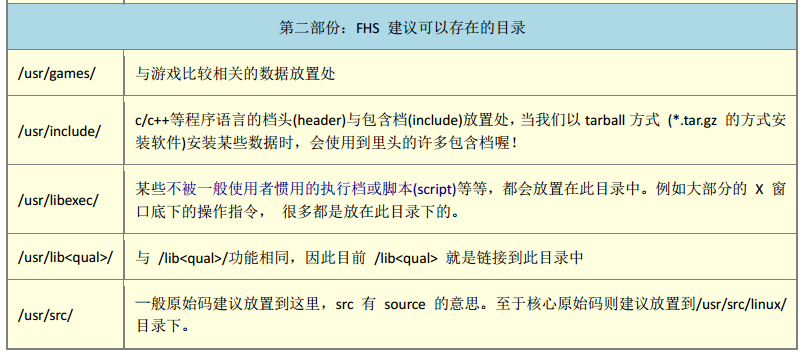 第二部份：FHS 建议可以存在的目录
/usr/games/
与游戏比较相关的数据放置处
/usr/include/
c/c++等程序语言的档头(header)与包含档(include)放置处，当我们以 tarball 方式 (*.tar.gz 的方式安
装软件)安装某些数据时，会使用到里头的许多包含档喔！
/usr/libexec/
某些不被一般使用者惯用的执行档或脚本(script)等等，都会放置在此目录中。例如大部分的 X 窗
口底下的操作指令， 很多都是放在此目录下的。
/usr/lib<qual>/
与 /lib<qual>/功能相同，因此目前 /lib<qual> 就是链接到此目录中
/usr/src/
一般原始码建议放置到这里，src 有 source 的意思。至于核心原始码则建议放置到/usr/src/linux/
目录下。